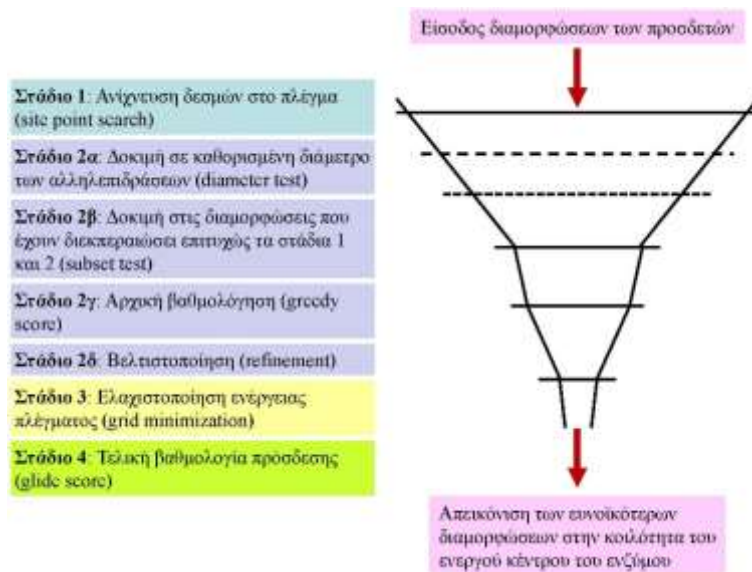 Είσοδος διαμορφώσεων των προσδετών
Στάδιο 1: Ανίχνευση δεσμών στο πλέγμα
(site point search)
Στάδιο 2α: Δοκιμή σε καθορισμένη διάμετρο
των αλληλεπιδράσεων (diameter test)
Στάδιο 2β: Δοκιμή στις διαμορφώσεις που
έχουν διεκπεραιώσει επιτυχώς τα στάδια 1
και 2 (subset test)
Στάδιο 2γ: Αρχική βαθμολόγηση (greedy
score)
Στάδιο 2δ: Βελτιστοποίηση (refinement)
Στάδιο 3: Ελαχιστοποίηση ενέργειας
πλέγματος (grid minimization)
Στάδιο 4: Τελική βαθμολογία πρόσδεσης
(glide score)
Απεικόνιση των ευνοϊκότερων
διαμορφώσεων στην κοιλότητα του
ενεργού κέντρου του ενζύμου